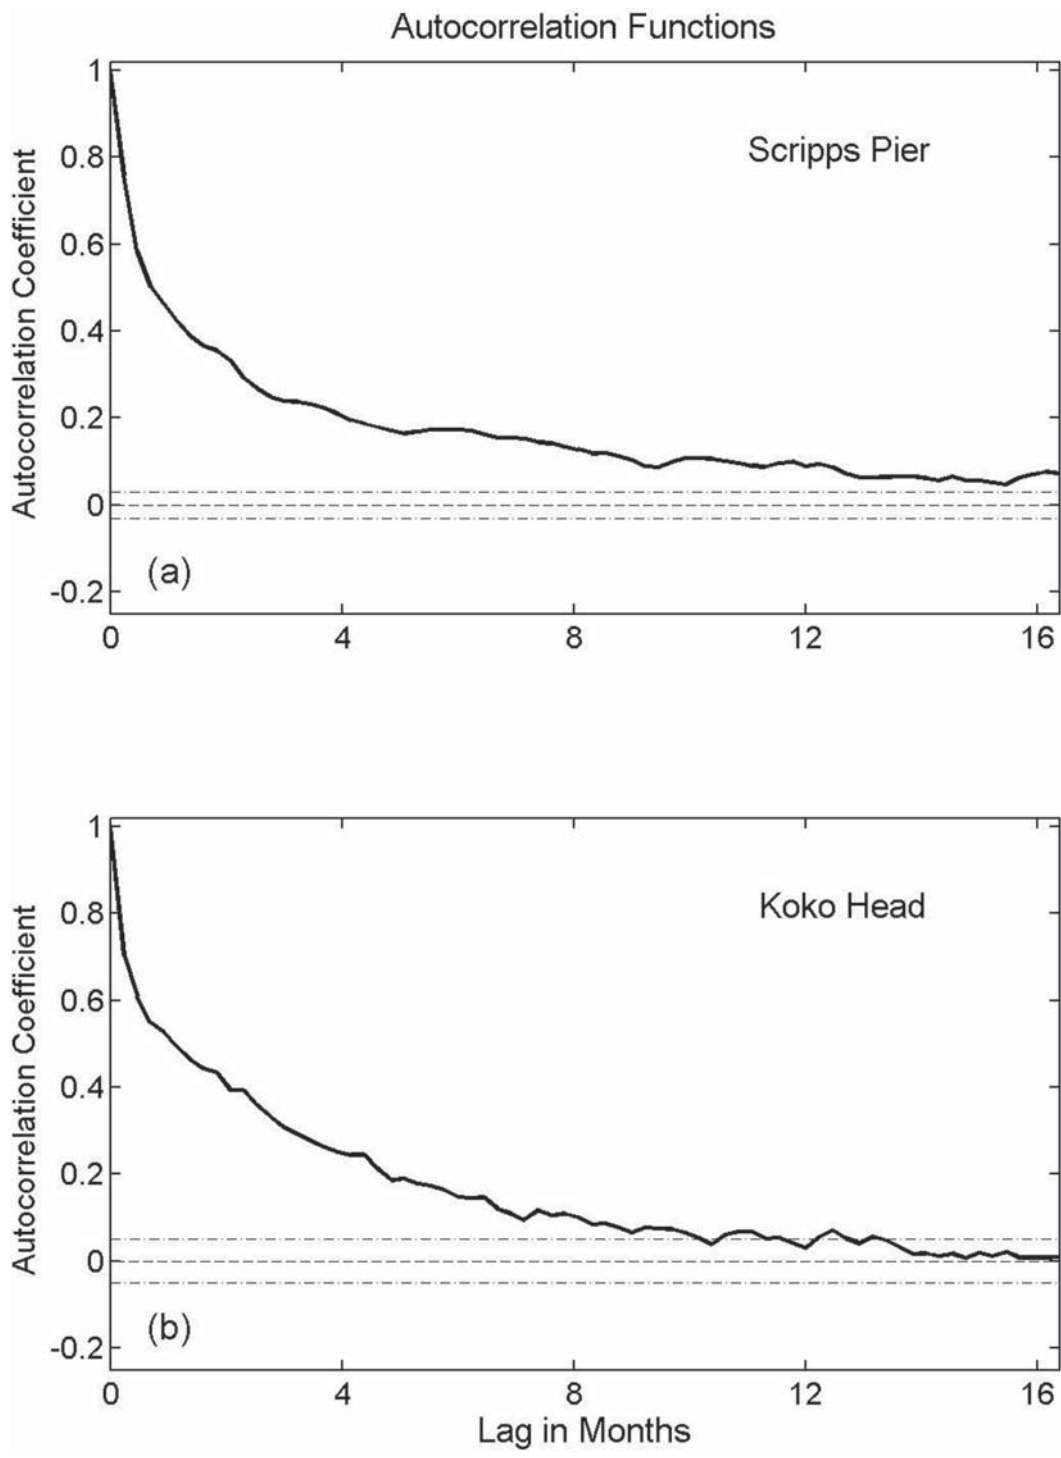 Autocorrelation Functions
1
0.8
0.6
0.4
0.2
0
-0.2
Autocorrelation Coefficient
Scripps Pier
(a)
0 4 8 12 16
1
0.8
0.6
0.4
0.2
0
-0.2
Autocorrelation Coefficient
Koko Head
(b)
0 4 8 12 16
Lag in Months